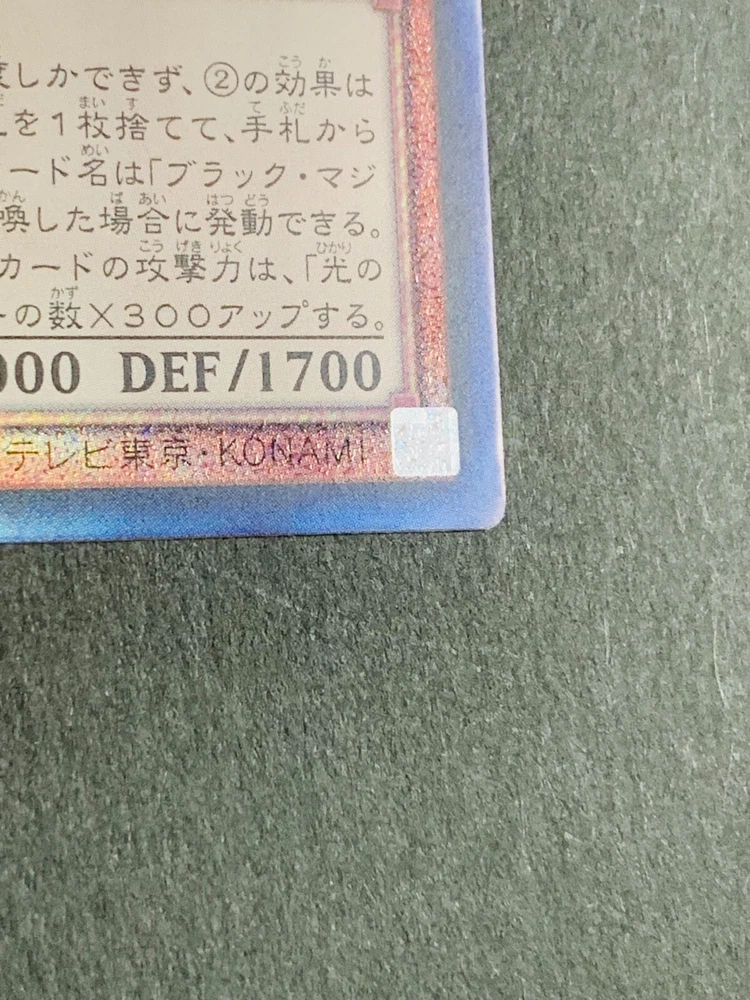 しかできず、②の効果は
を1枚捨てて、手札から
ード名は「ブラック・マジ
喚した場合に発動できる。
カードの攻撃力は、「光の
の数×300アップする。
000 DEF/1700
テレビ東京・KONAMI